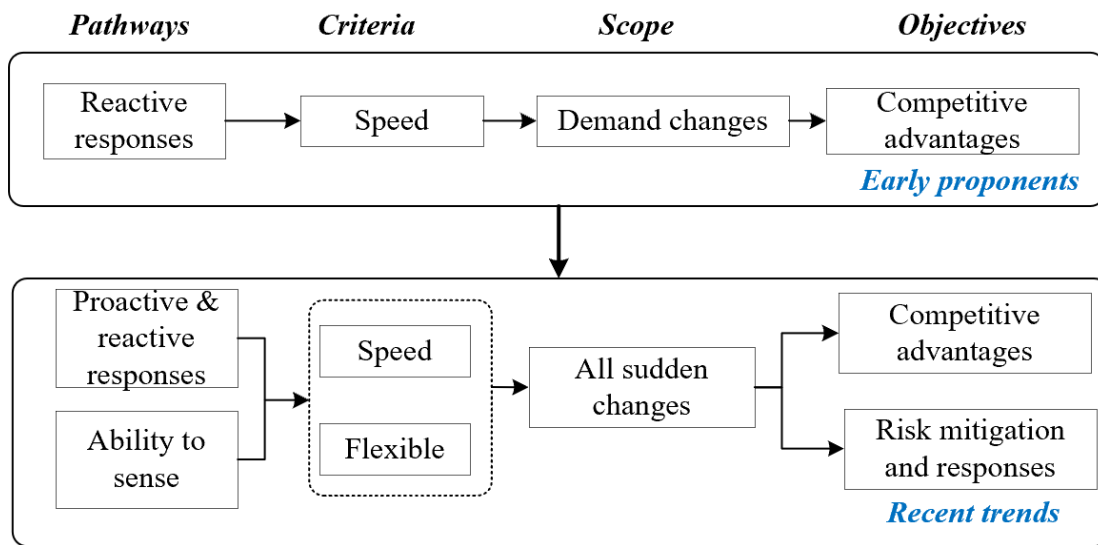 Pathways Criteria Scope Objectives
Reactive
responses
Speed
Demand changes
Competitive
advantages
Early proponents
Proactive &
reactive
responses
Ability to
sense
Speed
Flexible
All sudden
changes
Competitive
advantages
Risk mitigation
and responses
Recent trends